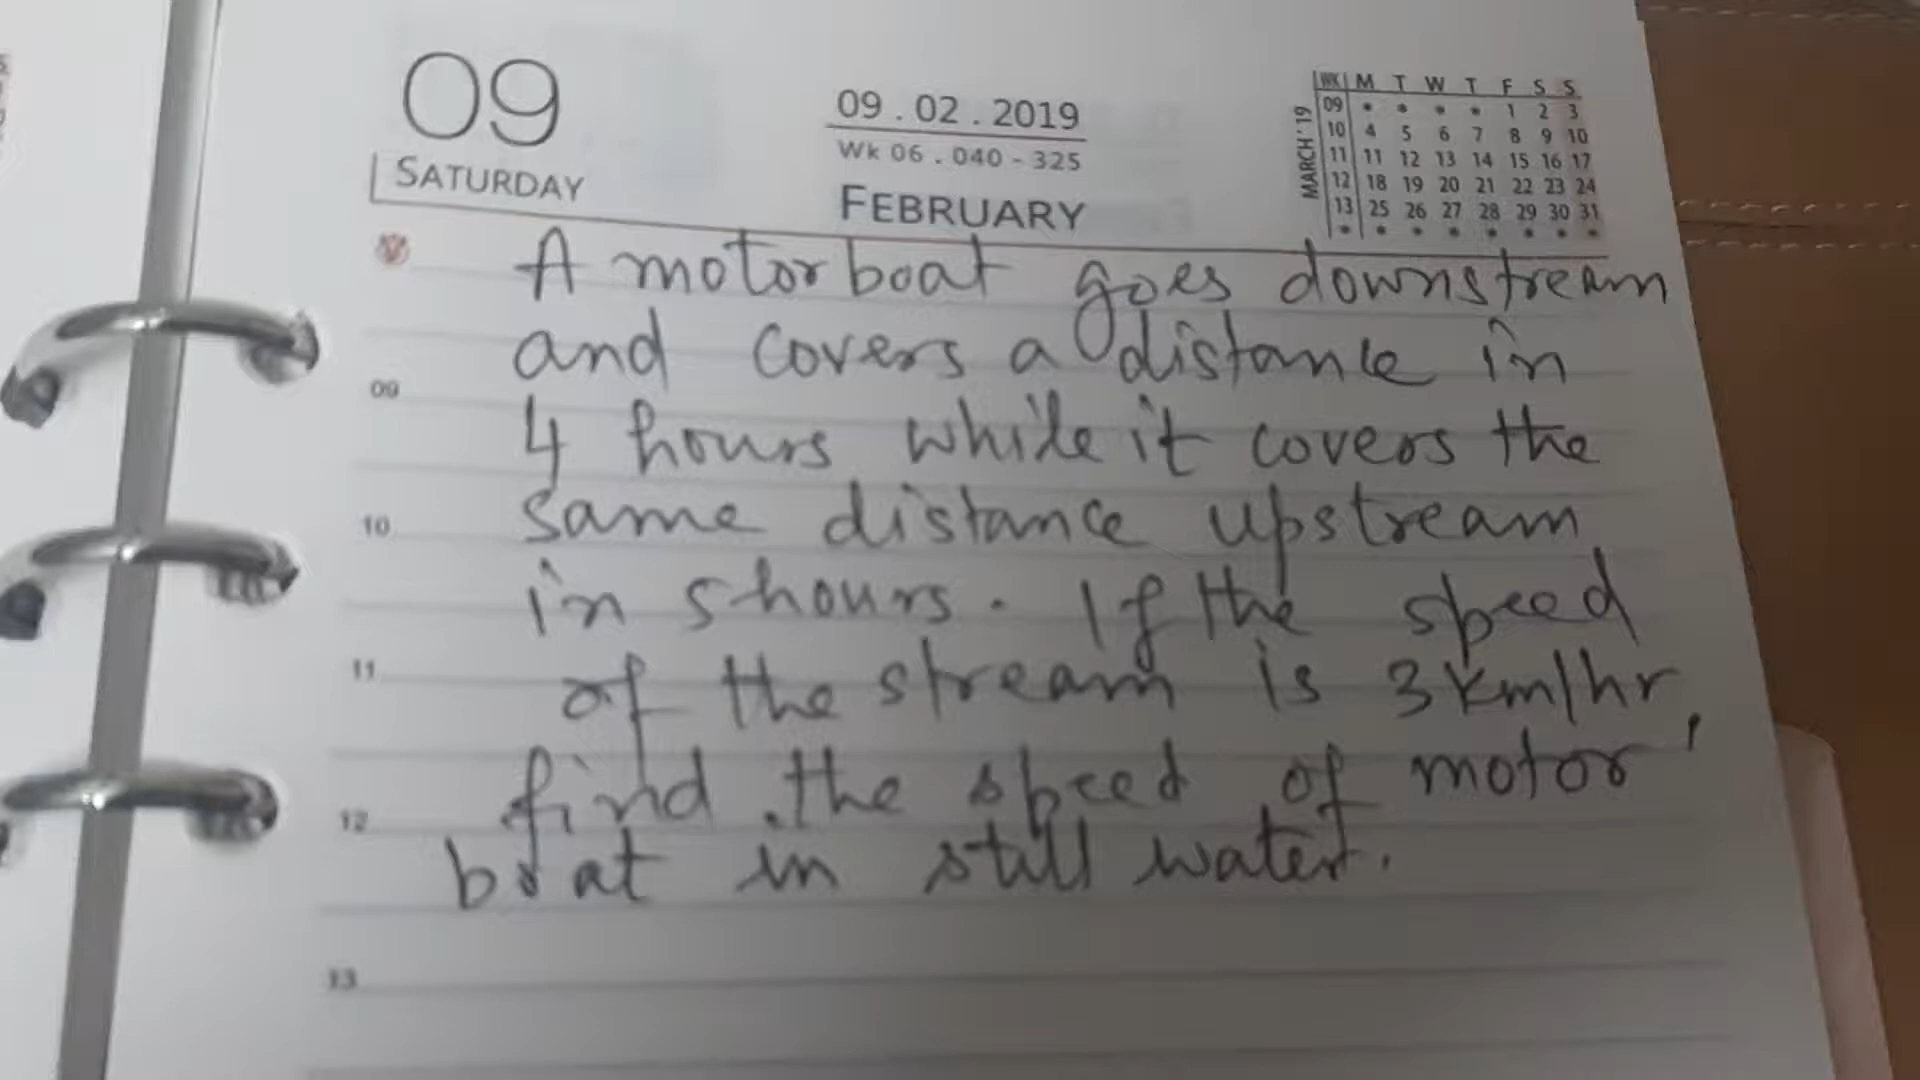 09
SATURDAY
09.02.2019
Wk 06.040-325
FEBRUARY
MARCH'19
WK M T W T F S S
09 • • • • 1 2 3
10 4 5 6 7 8 9 10
11 11 12 13 14 15 16 17
12 18 19 20 21 22 23 24
13 25 26 27 28 29 30 31
• • • • • • • •
A motorboat goes downstream
and covers a distance in
09
4 hours while it covers the
10
same distance upstream
in 5 hours. If the speed
11
of the stream is 3 km/hr,
12
find the speed of motor
boat in still water.
13